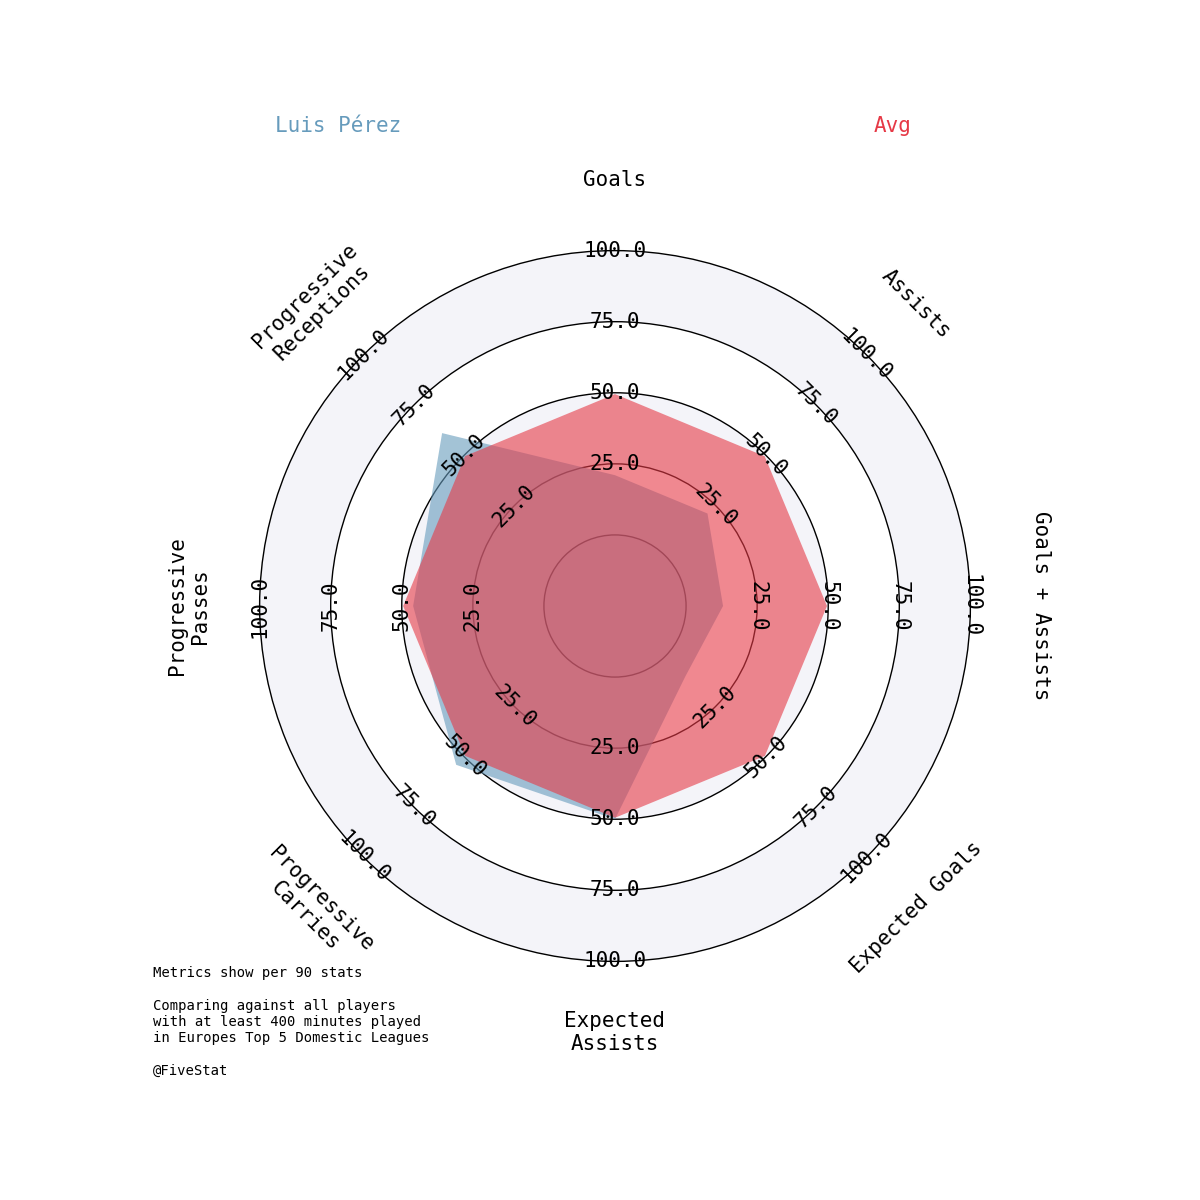 Luis Pérez
Avg
Goals
Progressive
Receptions
Assists
100.0
75.0
50.0
25.0
100.0
75.0
50.0
25.0
100.0
75.0
50.0
25.0
Progressive
Passes
100.0
75.0
50.0
25.0
25.0
50.0
75.0
100.0
Goals + Assists
25.0
50.0
75.0
100.0
25.0
50.0
75.0
100.0
25.0
50.0
75.0
100.0
Progressive
Carries
Expected Goals
Expected
Assists
Metrics show per 90 stats
Comparing against all players
with at least 400 minutes played
in Europes Top 5 Domestic Leagues
@FiveStat